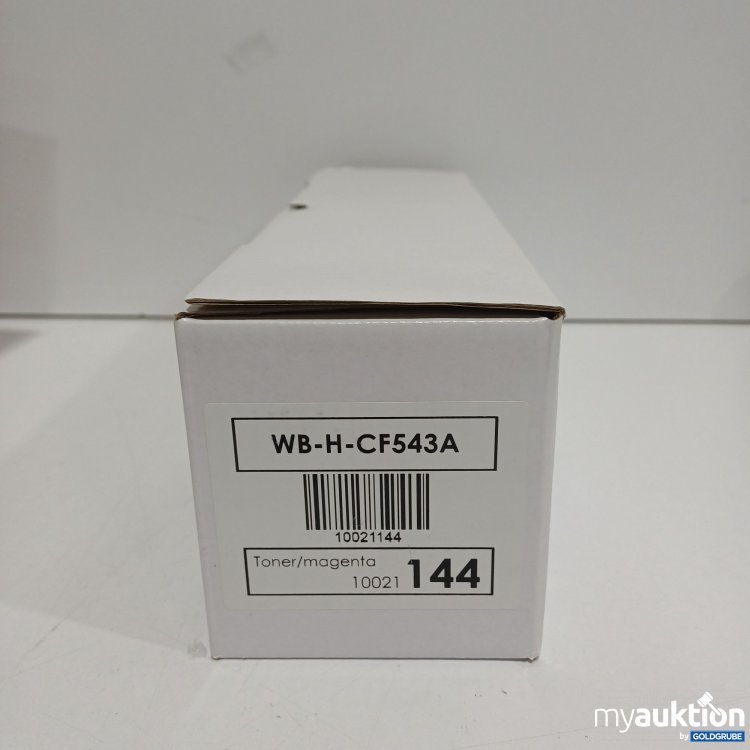 WB-H-CF543A
10021144
Toner/magenta
10021 144
myauktion
by GOLDGRUBE